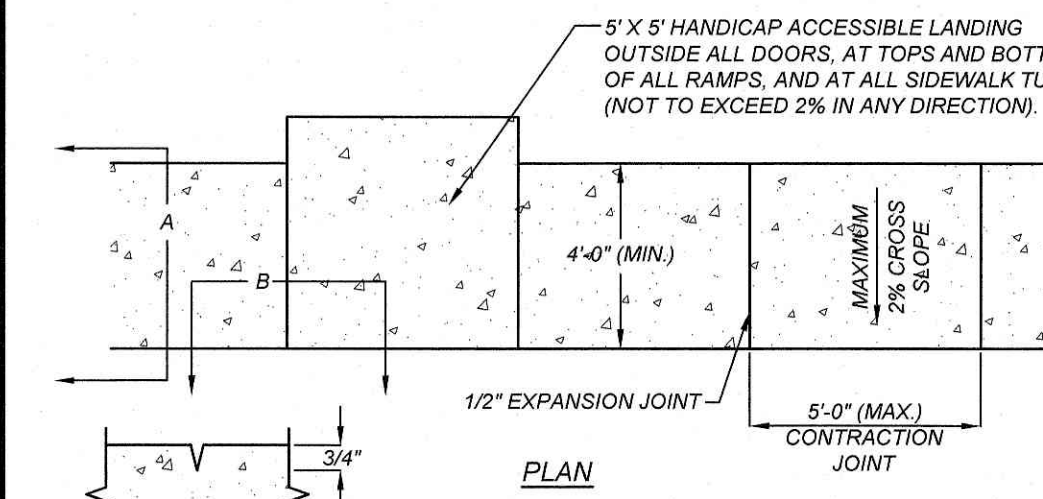 5' X 5' HANDICAP ACCESSIBLE LANDING
OUTSIDE ALL DOORS, AT TOPS AND BOTT
OF ALL RAMPS, AND AT ALL SIDEWALK TU
(NOT TO EXCEED 2% IN ANY DIRECTION).
A
B
4'-0" (MIN.)
MAXIMUM
2% CROSS
SLOPE
1/2" EXPANSION JOINT
5'-0" (MAX.)
CONTRACTION
JOINT
3/4"
PLAN